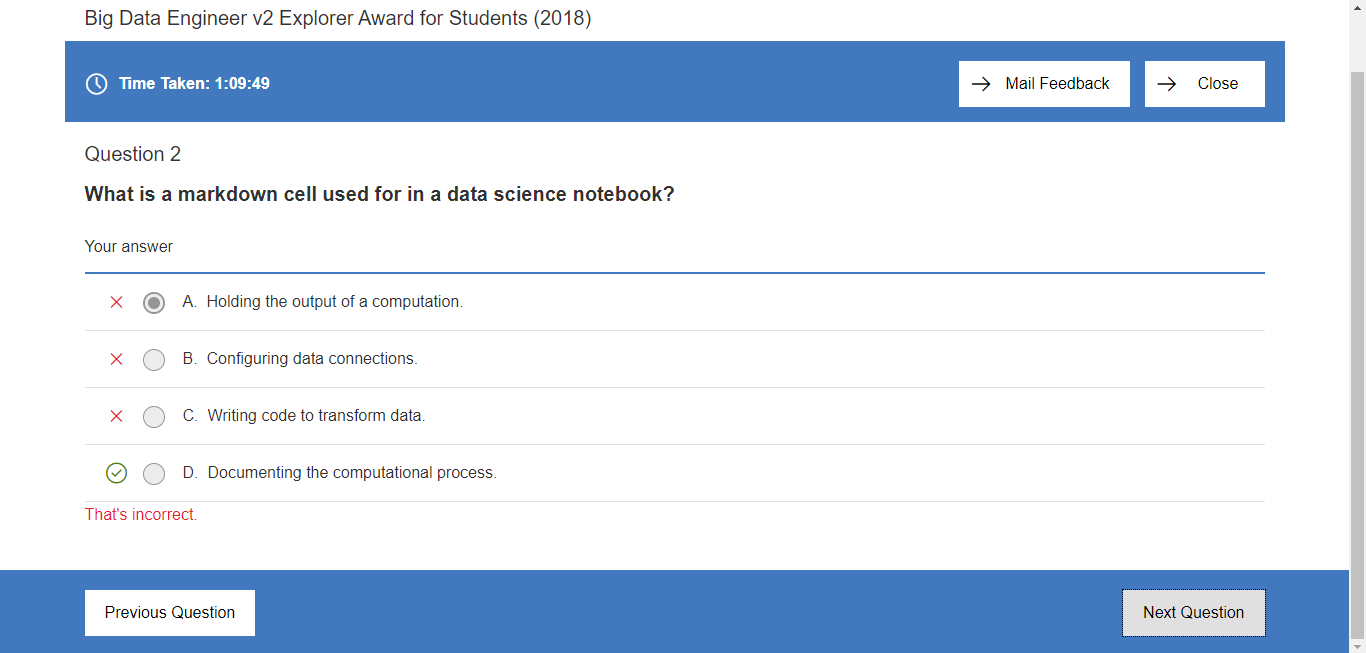 Big Data Engineer v2 Explorer Award for Students (2018)
Time Taken: 1:09:49
Mail Feedback
Close
Question 2
What is a markdown cell used for in a data science notebook?
Your answer
A. Holding the output of a computation.
B. Configuring data connections.
C. Writing code to transform data.
D. Documenting the computational process.
That's incorrect.
Previous Question
Next Question